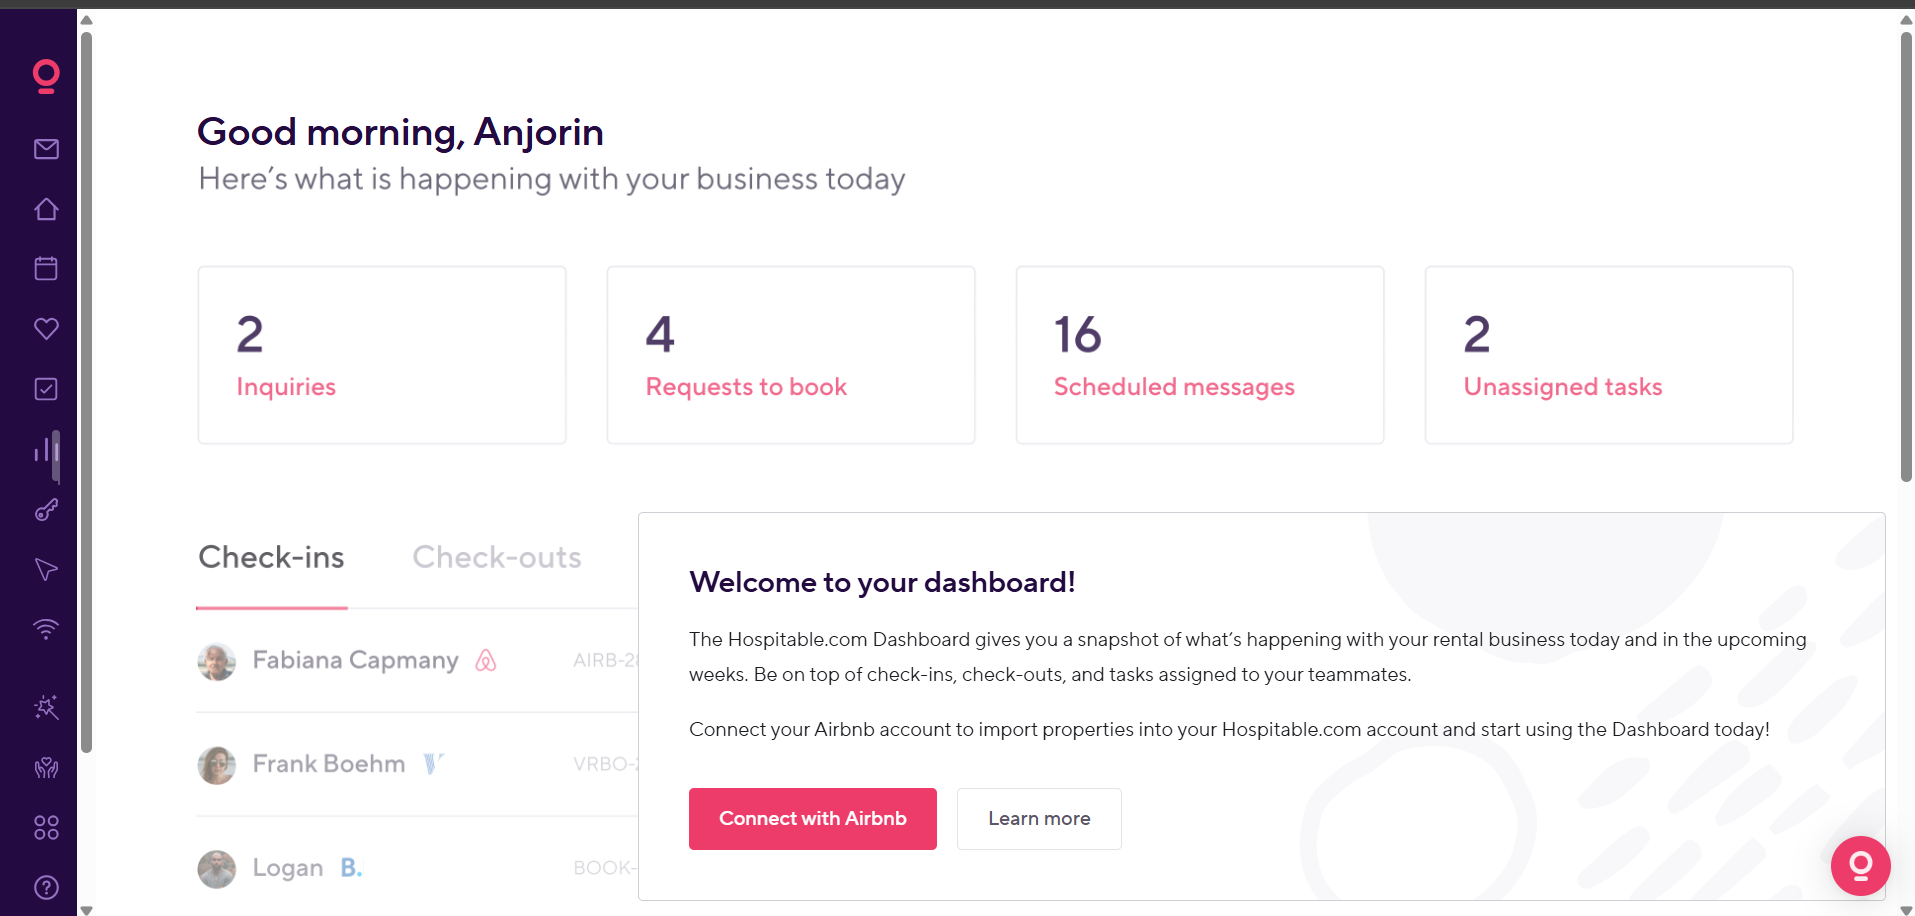 Good morning, Anjorin
Here’s what is happening with your business today
2
Inquiries
4
Requests to book
16
Scheduled messages
2
Unassigned tasks
Check-ins
Check-outs
Fabiana Capmany
AIRB-28
Frank Boehm
VRBO-
Logan B.
BOOK-
Welcome to your dashboard!
The Hospitable.com Dashboard gives you a snapshot of what’s happening with your rental business today and in the upcoming
weeks. Be on top of check-ins, check-outs, and tasks assigned to your teammates.
Connect your Airbnb account to import properties into your Hospitable.com account and start using the Dashboard today!
Connect with Airbnb
Learn more